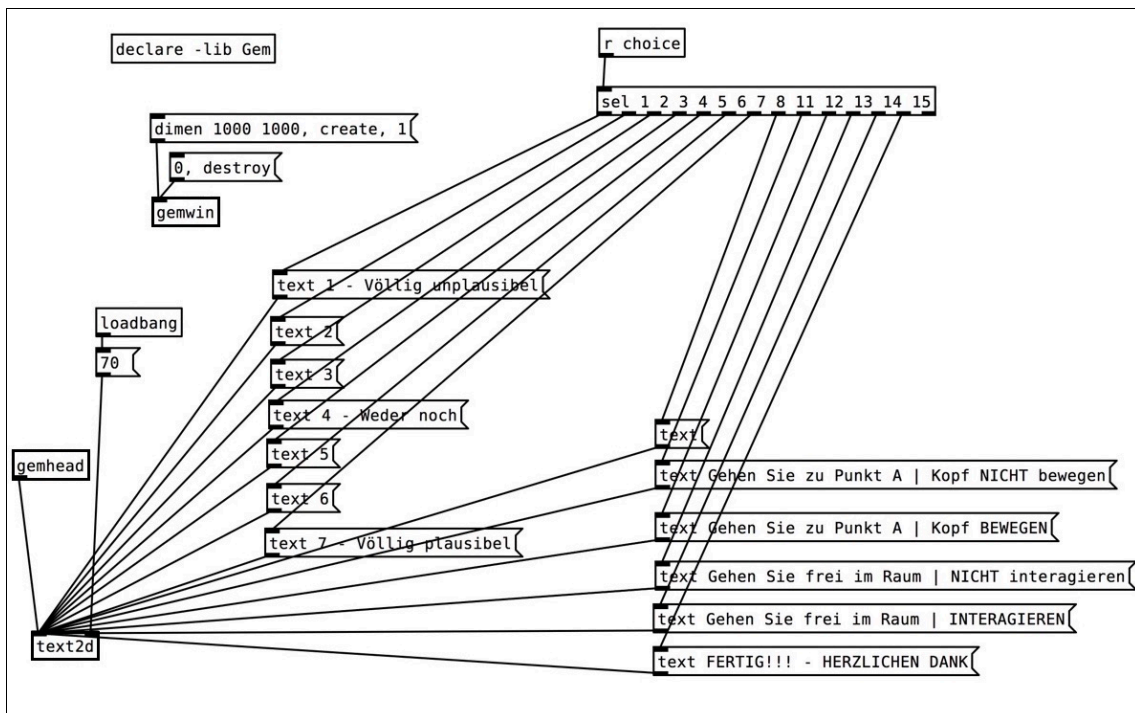 declare -lib Gem
r choice
sel 1 2 3 4 5 6 7 8 11 12 13 14 15
dimen 1000 1000, create, 1
0, destroy
gemwin
text 1 - Völlig unplausibel
loadbang
text 2
70
text 3
text 4 - Weder noch
text
text 5
gemhead
text Gehen Sie zu Punkt A | Kopf NICHT bewegen
text 6
text Gehen Sie zu Punkt A | Kopf BEWEGEN
text 7 - Völlig plausibel
text Gehen Sie frei im Raum | NICHT interagieren
text Gehen Sie frei im Raum | INTERAGIEREN
text2d
text FERTIG!!! - HERZLICHEN DANK